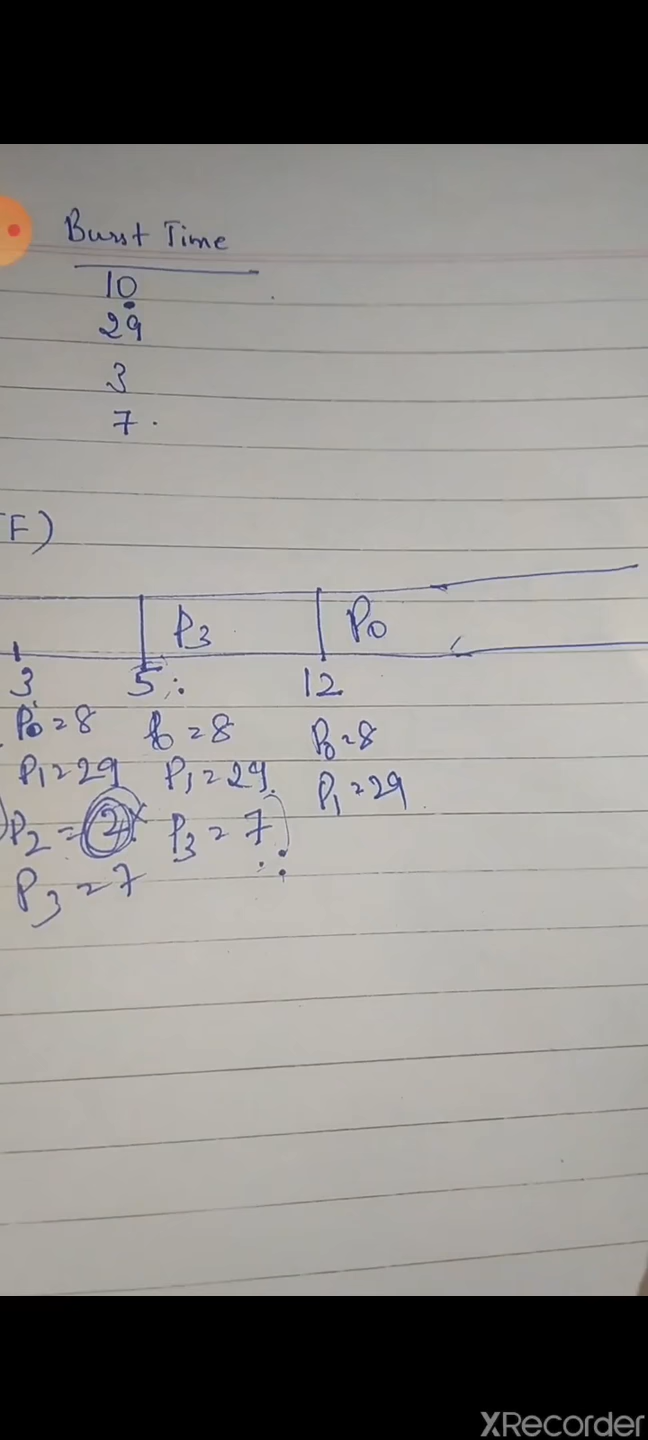 Burst Time
10
29
3
7.
F)
P3 P0
3 5 12
P0 = 8 P0 = 8 P0 = 8
P1 = 29 P1 = 29 P1 = 29
P2 = 2 P3 = 7
P3 = 7
XRecorder